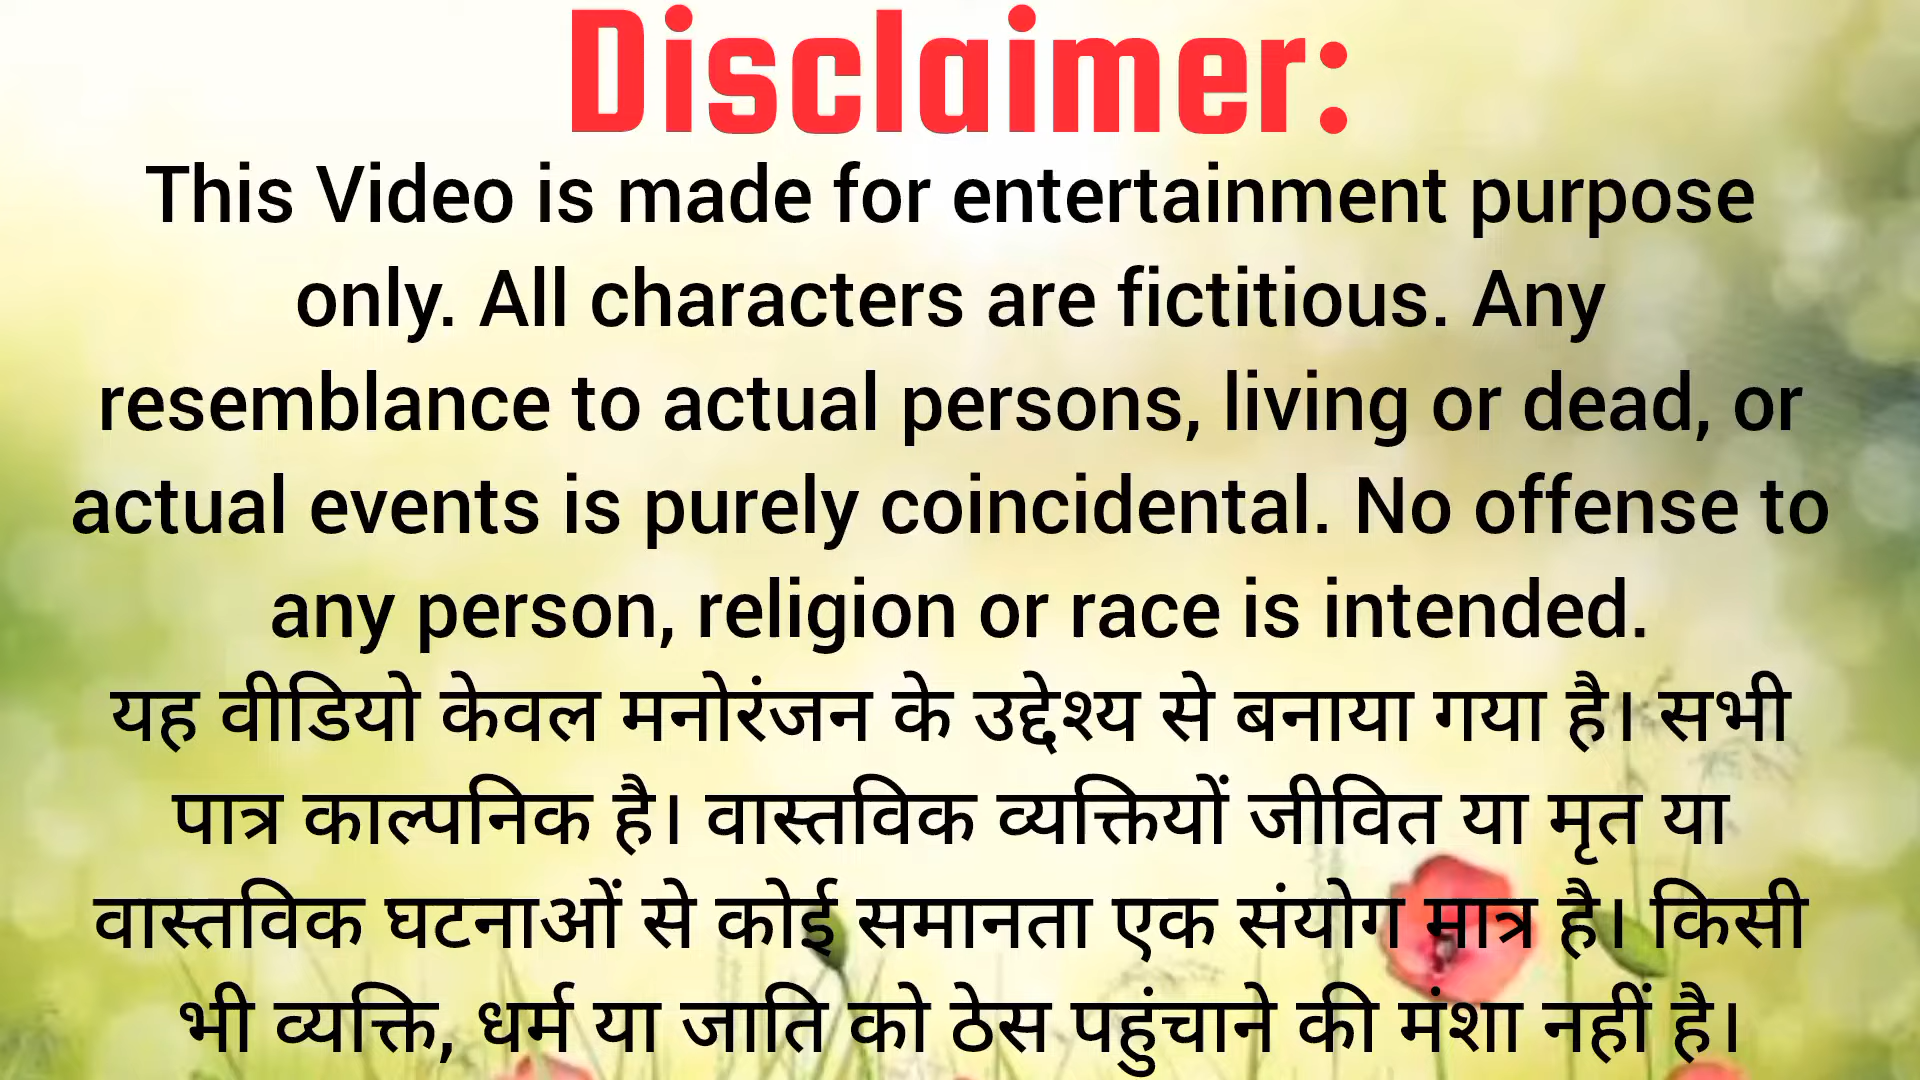 Disclaimer:
This Video is made for entertainment purpose
only. All characters are fictitious. Any
resemblance to actual persons, living or dead, or
actual events is purely coincidental. No offense to
any person, religion or race is intended.
यह वीडियो केवल मनोरंजन के उद्देश्य से बनाया गया है। सभी
पात्र काल्पनिक है। वास्तविक व्यक्तियों जीवित या मृत या
वास्तविक घटनाओं से कोई समानता एक संयोग मात्र है। किसी
भी व्यक्ति, धर्म या जाति को ठेस पहुंचाने की मंशा नहीं है।